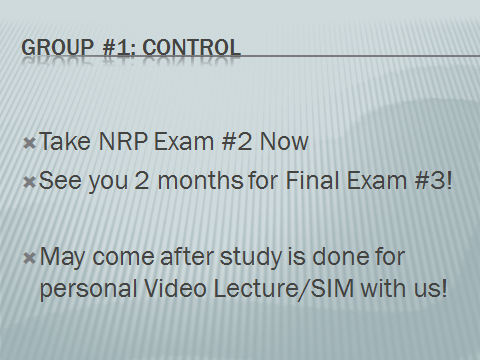 GROUP #1: CONTROL
Take NRP Exam #2 Now
See you 2 months for Final Exam #3!
May come after study is done for
personal Video Lecture/SIM with us!